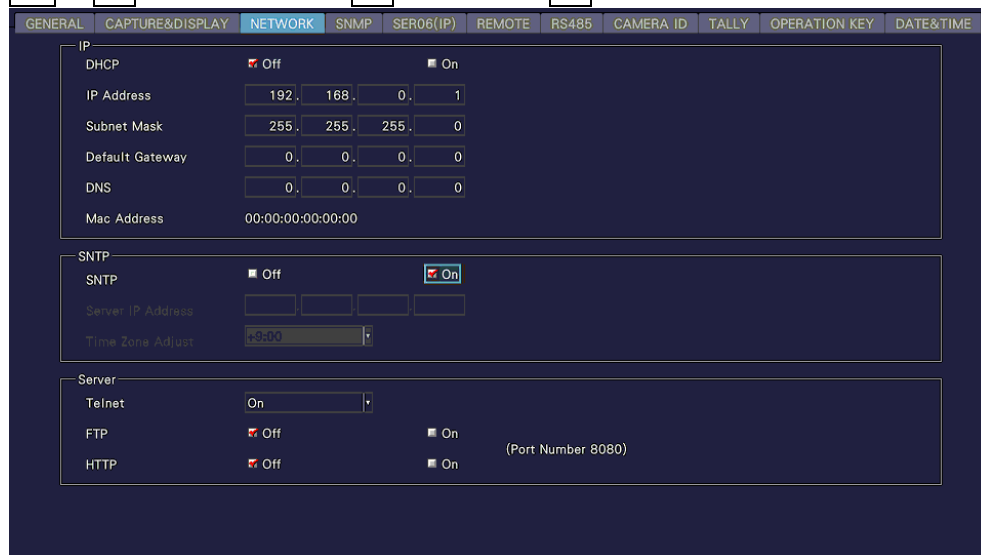 GENERAL CAPTURE&DISPLAY NETWORK SNMP SER06(IP) REMOTE RS485 CAMERA ID TALLY OPERATION KEY DATE&TIME
IP
DHCP Off On
IP Address 192. 168. 0. 1
Subnet Mask 255. 255. 255. 0
Default Gateway 0. 0. 0. 0
DNS 0. 0. 0. 0
Mac Address 00:00:00:00:00:00
SNTP
SNTP Off On
Server IP Address
Time Zone Adjust +9:00
Server
Telnet On
FTP Off On
(Port Number 8080)
HTTP Off On